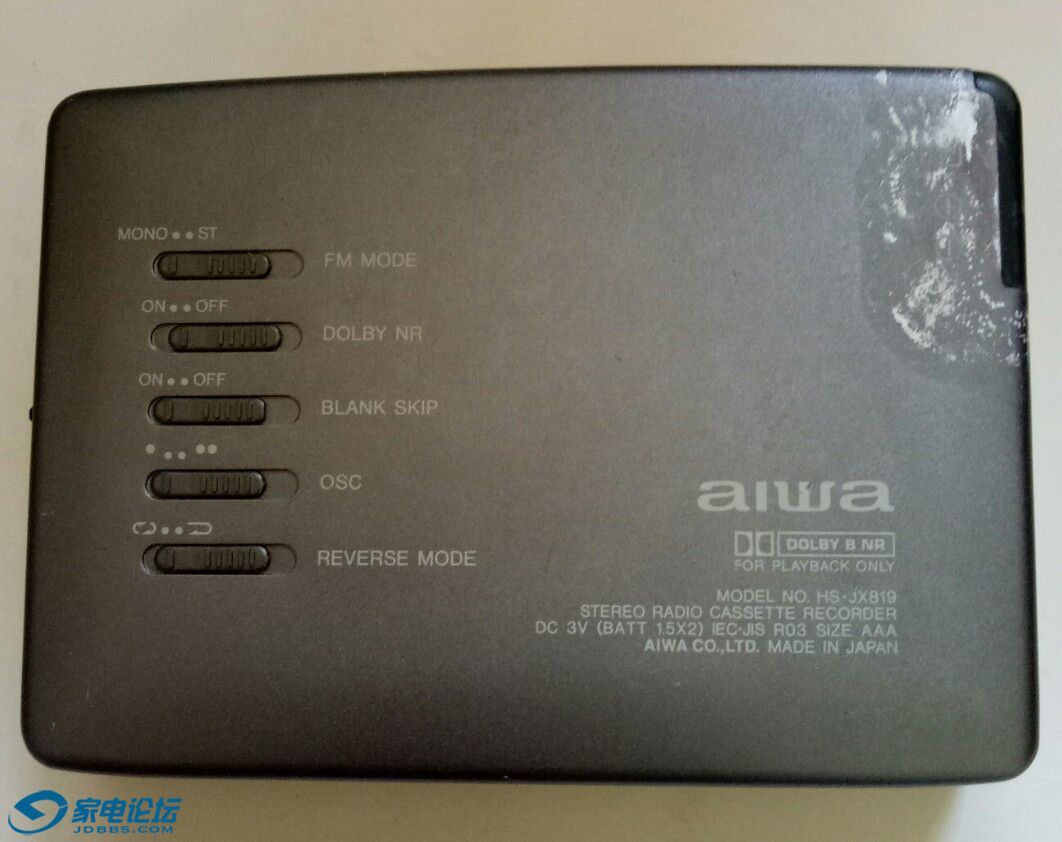 MONO ● ● ST
FM MODE
ON ● ● OFF
DOLBY NR
ON ● ● OFF
BLANK SKIP
OSC
REVERSE MODE
aiwa
DOLBY B NR
FOR PLAYBACK ONLY
MODEL NO. HS-JX819
STEREO RADIO CASSETTE RECORDER
DC 3V (BATT 1.5X2) IEC·JIS R03 SIZE AAA
AIWA CO.,LTD. MADE IN JAPAN
家电论坛
JDBBS.COM